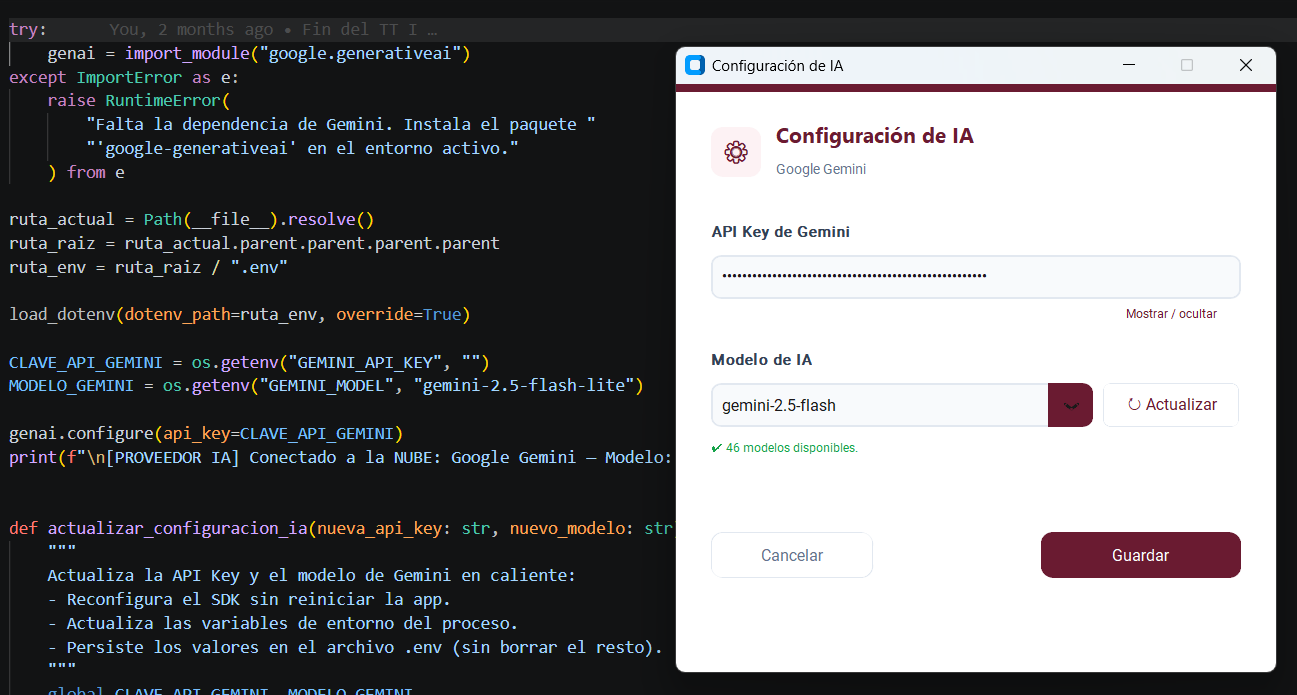 try:      You, 2 months ago • Fin del TT I …
    genai = import_module("google.generativeai")
except ImportError as e:
    raise RuntimeError(
        "Falta la dependencia de Gemini. Instala el paquete "
        "'google-generativeai' en el entorno activo."
    ) from e
ruta_actual = Path(__file__).resolve()
ruta_raiz = ruta_actual.parent.parent.parent.parent
ruta_env = ruta_raiz / ".env"
load_dotenv(dotenv_path=ruta_env, override=True)
CLAVE_API_GEMINI = os.getenv("GEMINI_API_KEY", "")
MODELO_GEMINI = os.getenv("GEMINI_MODEL", "gemini-2.5-flash-lite")
genai.configure(api_key=CLAVE_API_GEMINI)
print(f"\n[PROVEEDOR IA] Conectado a la NUBE: Google Gemini — Modelo:
def actualizar_configuracion_ia(nueva_api_key: str, nuevo_modelo: str
    """
    Actualiza la API Key y el modelo de Gemini en caliente:
    - Reconfigura el SDK sin reiniciar la app.
    - Actualiza las variables de entorno del proceso.
    - Persiste los valores en el archivo .env (sin borrar el resto).
    """
    global CLAVE_API_GEMINI, MODELO_GEMINI
Configuración de IA
Configuración de IA
Google Gemini
API Key de Gemini
Mostrar / ocultar
Modelo de IA
gemini-2.5-flash
↻ Actualizar
✔ 46 modelos disponibles.
Cancelar
Guardar